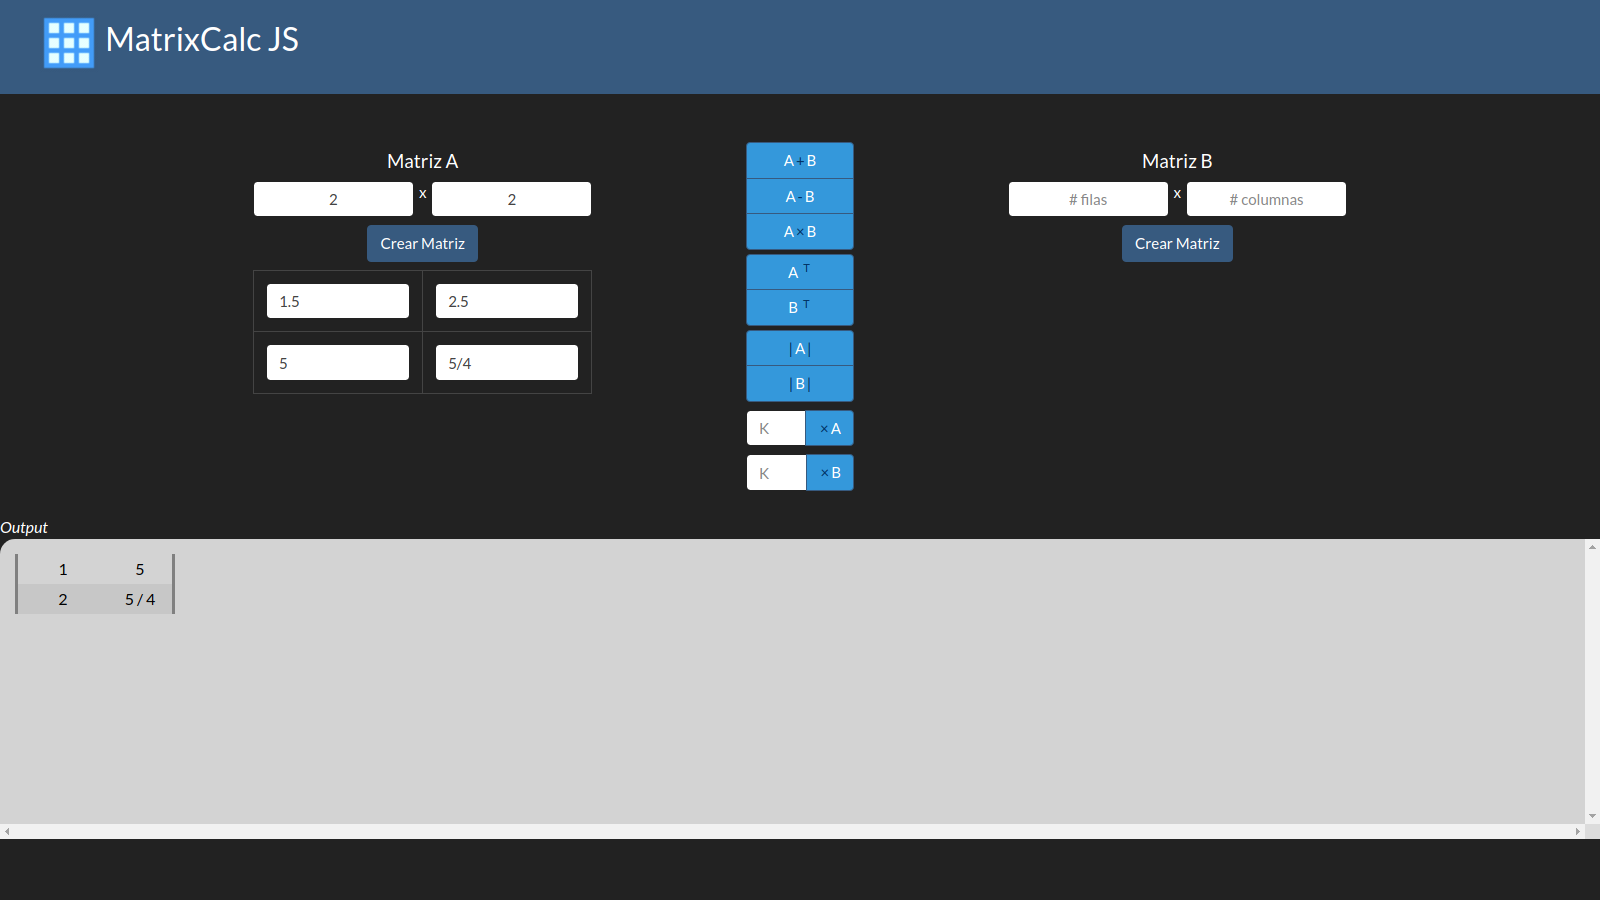 MatrixCalc JS
Matriz A
2 x 2
Crear Matriz
1.5 2.5
5 5/4
A + B
A - B
A × B
A ᵀ
B ᵀ
| A |
| B |
K × A
K × B
Matriz B
# filas x # columnas
Crear Matriz
Output
1 5
2 5 / 4